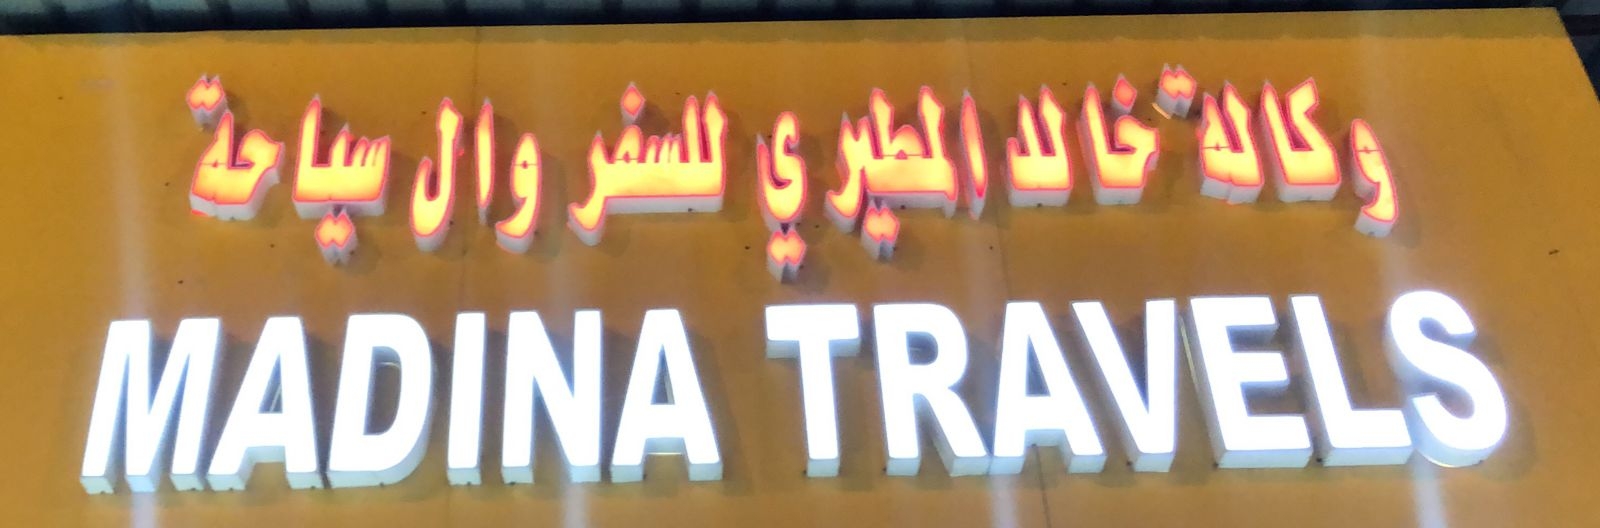 وكالة خالد المطيري للسفر وال سياحة
MADINA TRAVELS